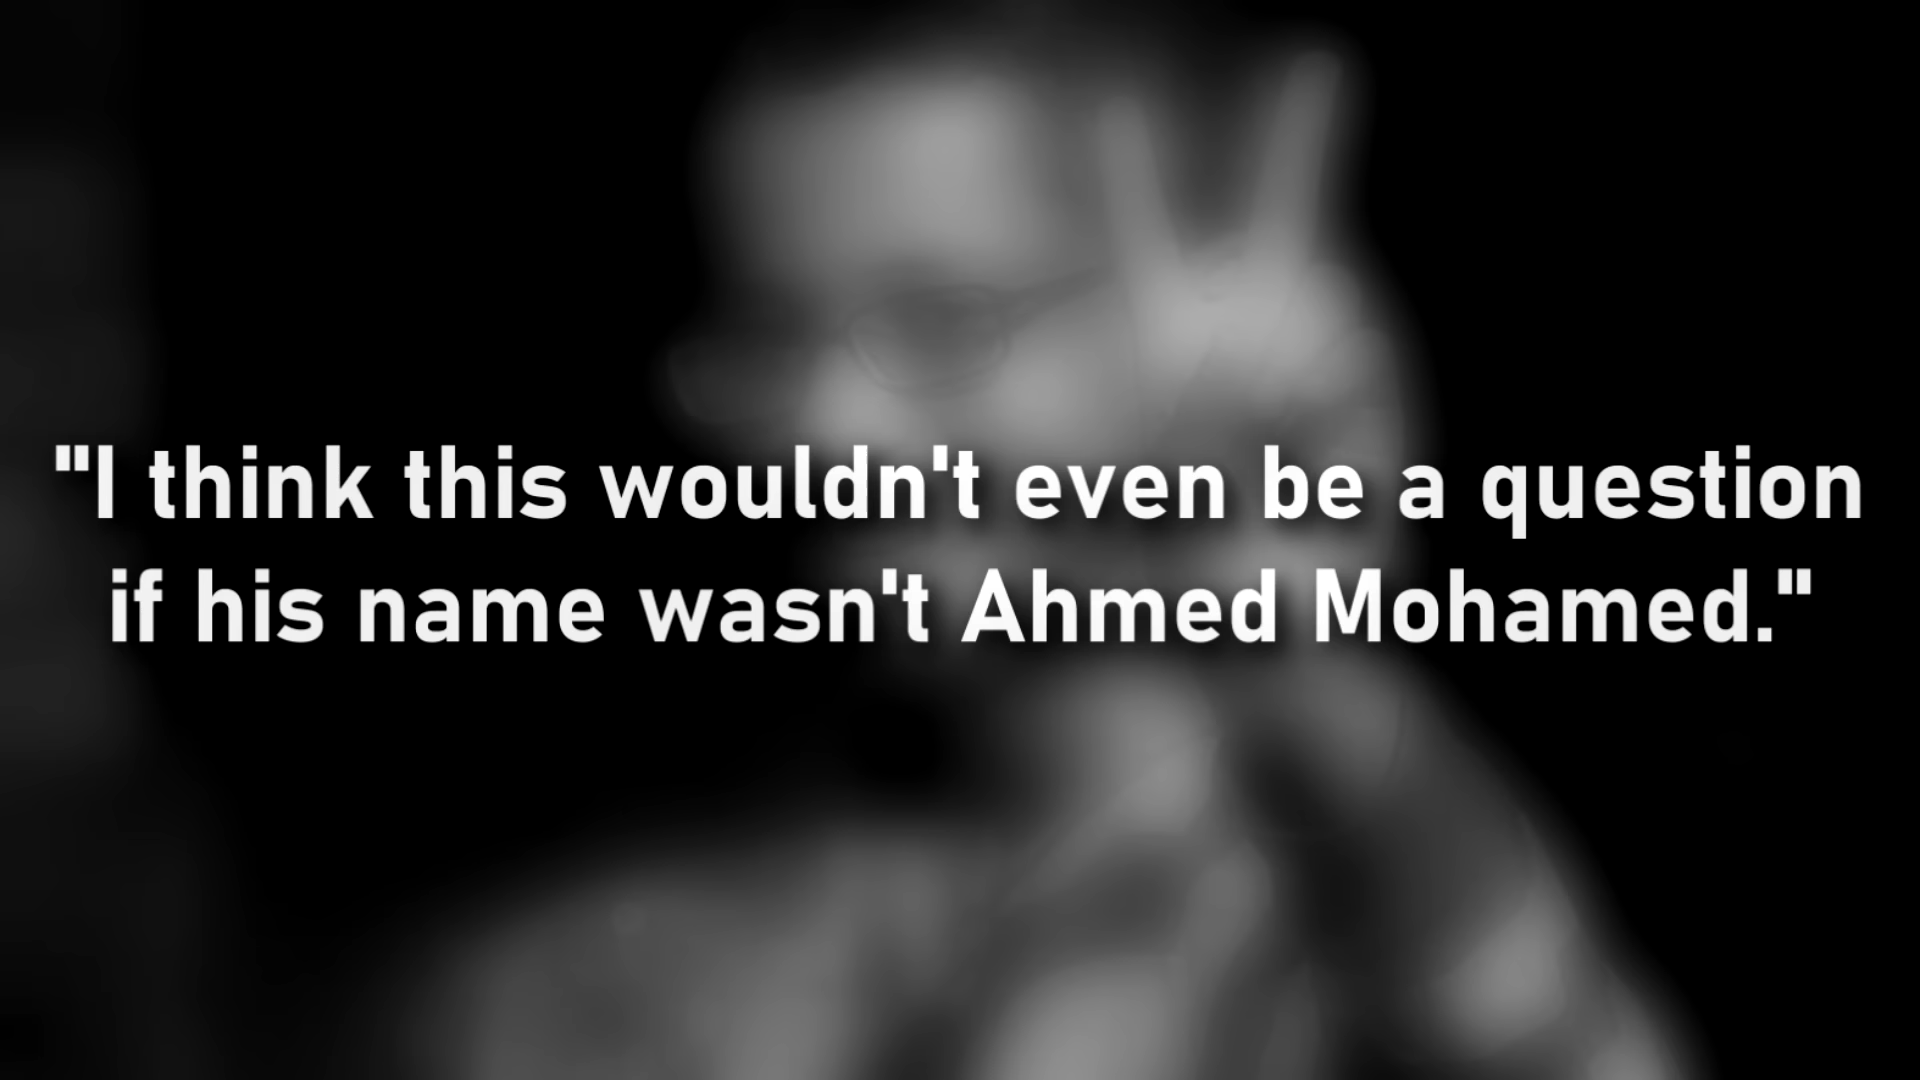 "I think this wouldn't even be a question
if his name wasn't Ahmed Mohamed."